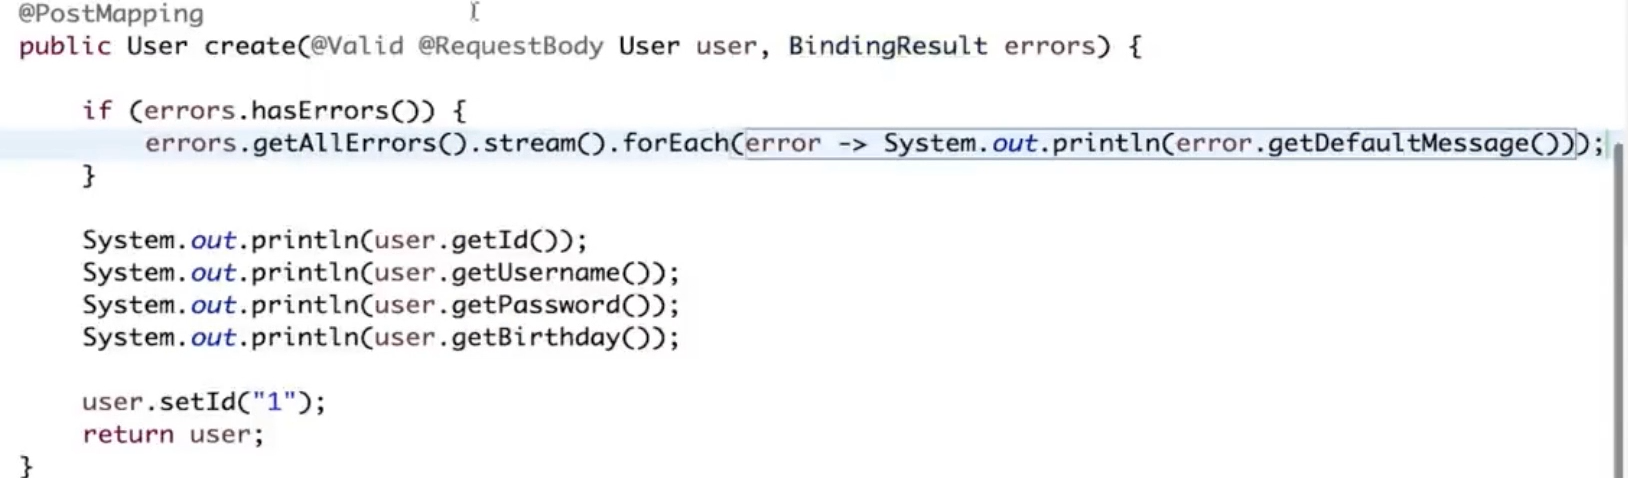 @PostMapping
public User create(@Valid @RequestBody User user, BindingResult errors) {
if (errors.hasErrors()) {
errors.getAllErrors().stream().forEach(error -> System.out.println(error.getDefaultMessage()));
}
System.out.println(user.getId());
System.out.println(user.getUsername());
System.out.println(user.getPassword());
System.out.println(user.getBirthday());
user.setId("1");
return user;
}